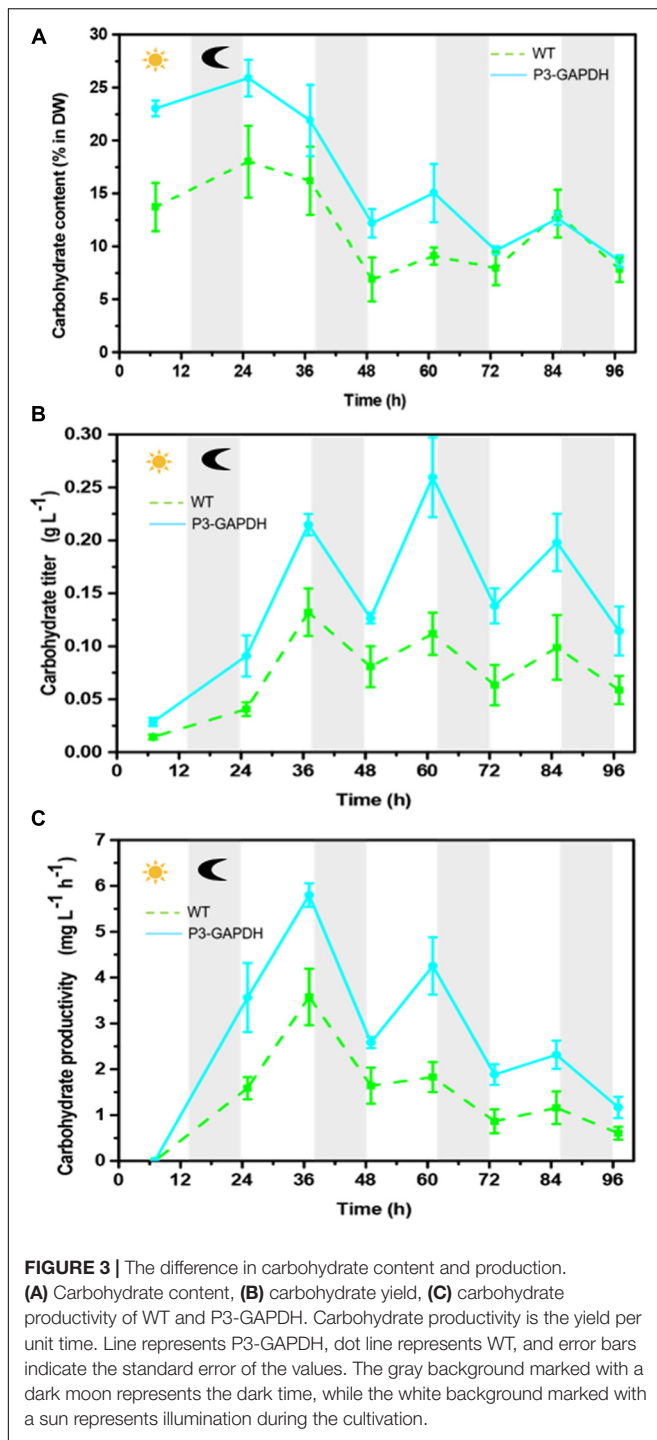 A
30
25
20
15
10
5
0
Carbohydrate content (% in DW)
WT
P3-GAPDH
0 12 24 36 48 60 72 84 96
Time (h)
B
0.30
0.25
0.20
0.15
0.10
0.05
0.00
Carbohydrate titer (g L⁻¹)
WT
P3-GAPDH
0 12 24 36 48 60 72 84 96
Time (h)
C
7
6
5
4
3
2
1
0
Carbohydrate productivity (mg L⁻¹ h⁻¹)
WT
P3-GAPDH
0 12 24 36 48 60 72 84 96
Time (h)
FIGURE 3 | The difference in carbohydrate content and production.
(A) Carbohydrate content, (B) carbohydrate yield, (C) carbohydrate
productivity of WT and P3-GAPDH. Carbohydrate productivity is the yield per
unit time. Line represents P3-GAPDH, dot line represents WT, and error bars
indicate the standard error of the values. The gray background marked with a
dark moon represents the dark time, while the white background marked with
a sun represents illumination during the cultivation.